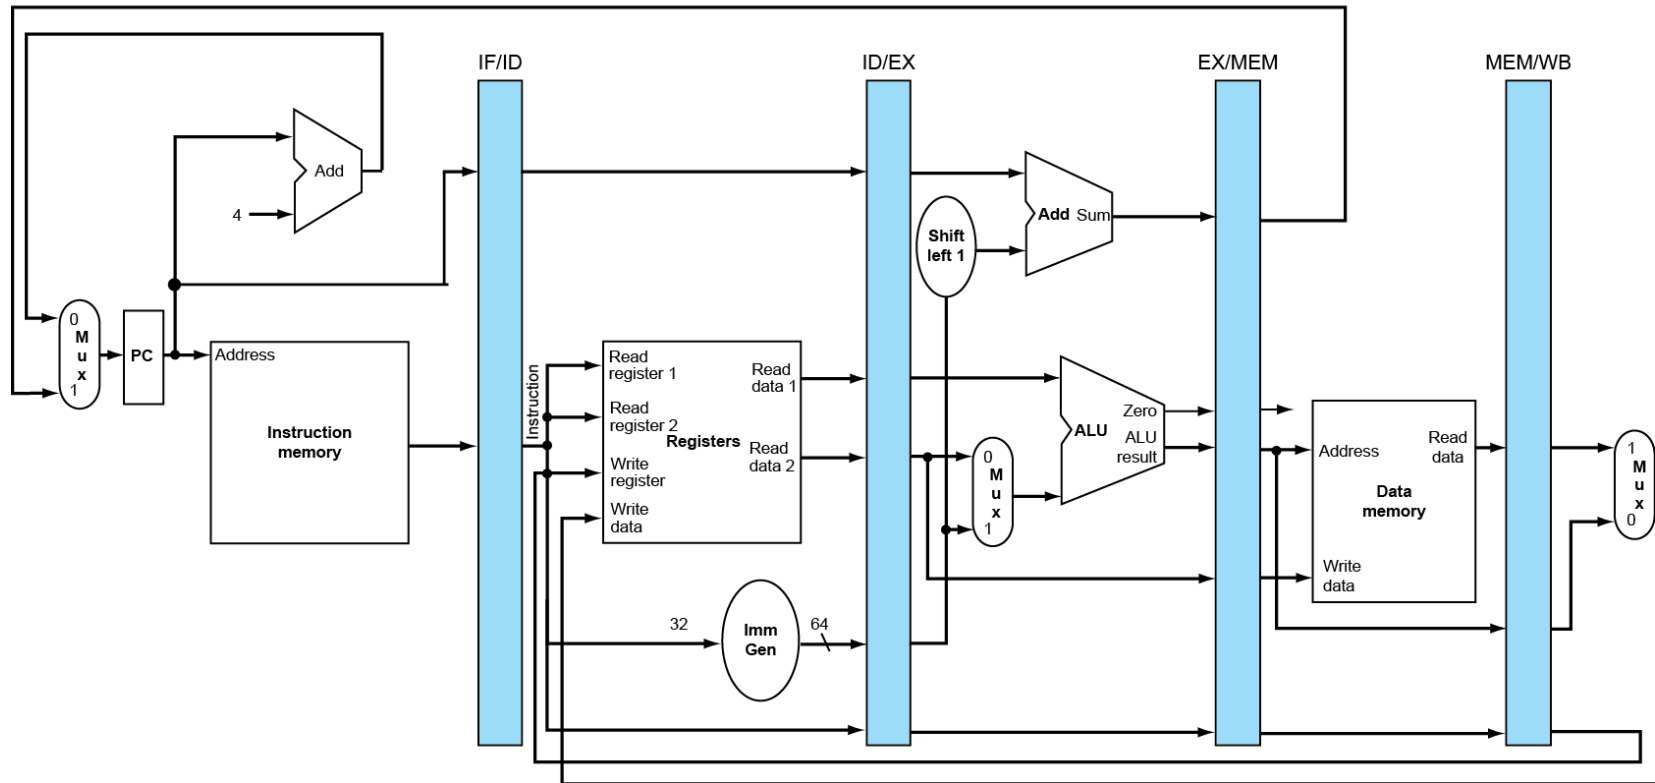 IF/ID
ID/EX
EX/MEM
MEM/WB
Add
4
Add Sum
Shift
left 1
0
M
u
x
1
PC
Address
Instruction
memory
Instruction
Read
register 1
Read
register 2
Write
register
Write
data
Registers
Read
data 1
Read
data 2
0
M
u
x
1
Zero
ALU
ALU
result
Address
Read
data
Data
memory
Write
data
1
M
u
x
0
32
Imm
Gen
64